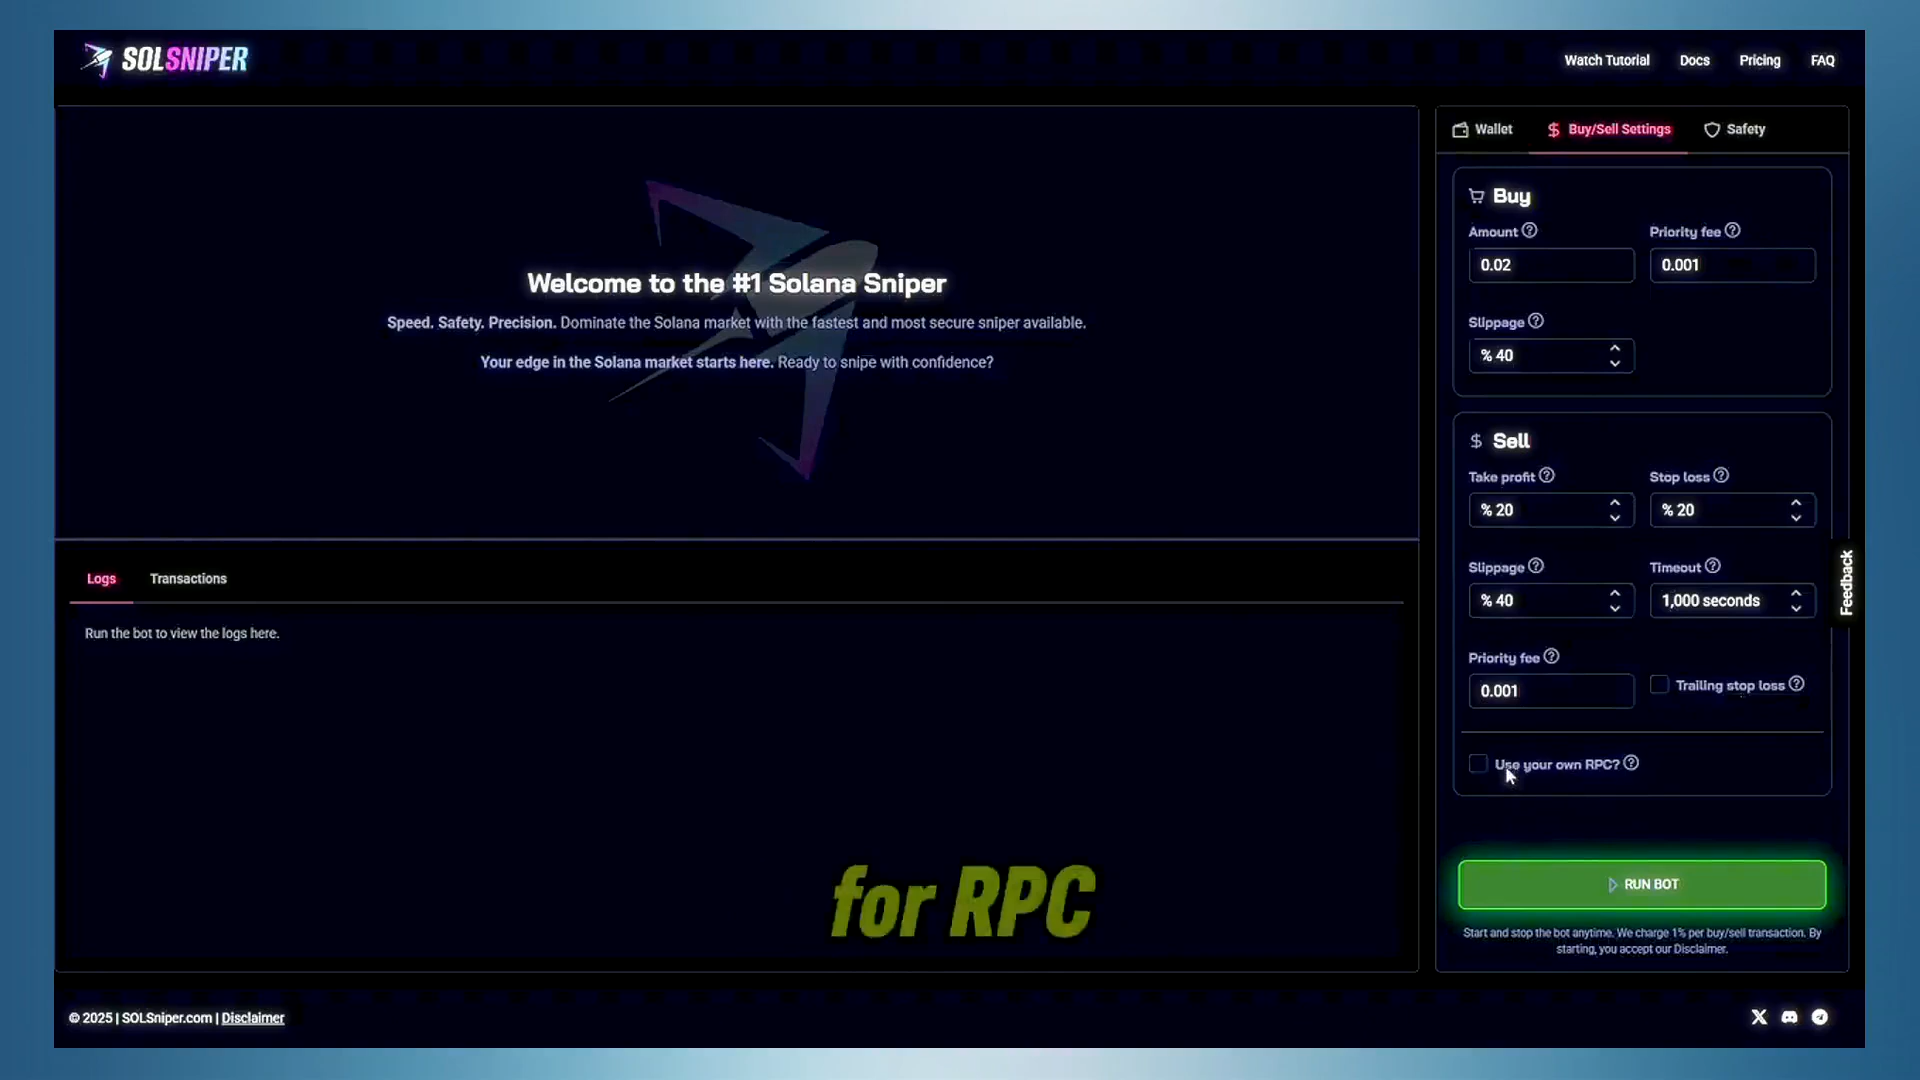 SOLSNIPER
Watch Tutorial
Docs
Pricing
FAQ
Welcome to the #1 Solana Sniper
Speed. Safety. Precision. Dominate the Solana market with the fastest and most secure sniper available.
Your edge in the Solana market starts here. Ready to snipe with confidence?
Logs
Transactions
Run the bot to view the logs here.
Wallet
Buy/Sell Settings
Safety
Buy
Amount
Priority fee
0.02
0.001
Slippage
% 40
Sell
Take profit
Stop loss
% 20
% 20
Slippage
Timeout
% 40
1,000 seconds
Priority fee
0.001
Trailing stop loss
Use your own RPC?
RUN BOT
Start and stop the bot anytime. We charge 1% per buy/sell transaction. By
starting, you accept our Disclaimer.
Feedback
for RPC
© 2025 | SOLSniper.com | Disclaimer